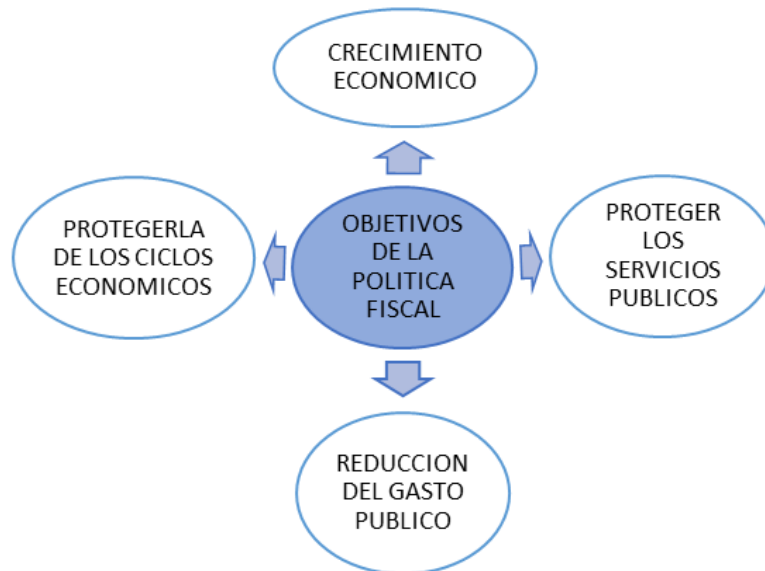 CRECIMIENTO
ECONOMICO
PROTEGERLA
DE LOS CICLOS
ECONOMICOS
OBJETIVOS
DE LA
POLITICA
FISCAL
PROTEGER
LOS
SERVICIOS
PUBLICOS
REDUCCION
DEL GASTO
PUBLICO